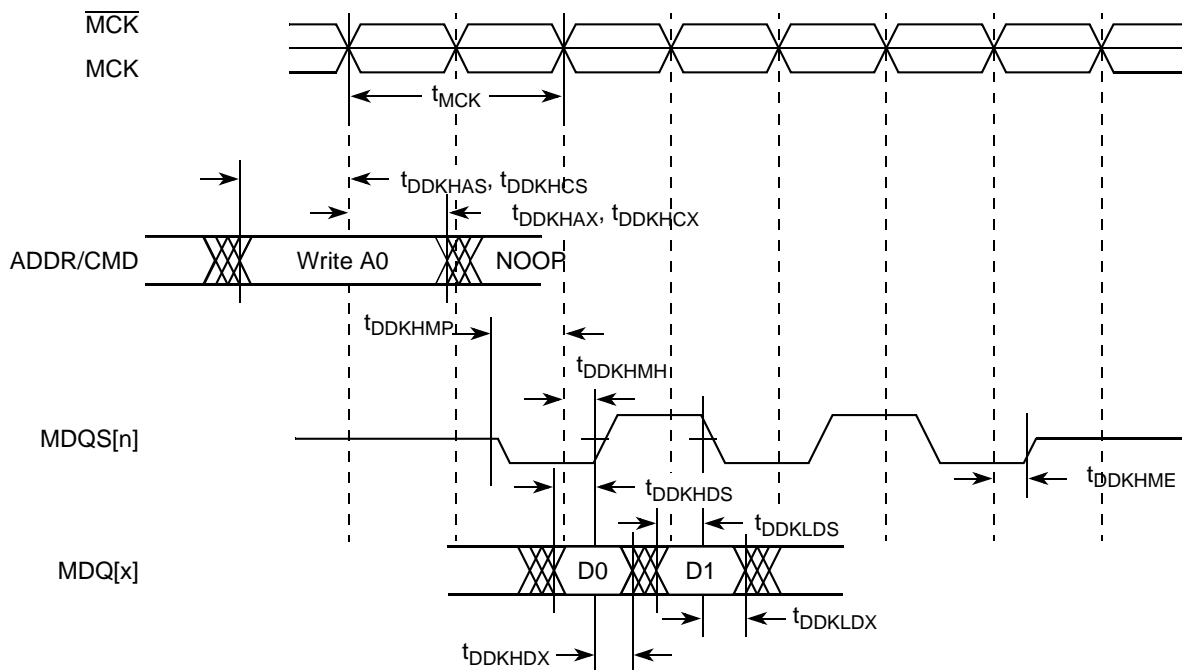 MCK
MCK
tMCK
tDDKHAS, tDDKHCS
tDDKHAX, tDDKHCX
ADDR/CMD
Write A0
NOOP
tDDKHMP
tDDKHMH
MDQS[n]
tDDKHME
tDDKHDS
tDDKLDS
MDQ[x]
D0
D1
tDDKLDX
tDDKHDX